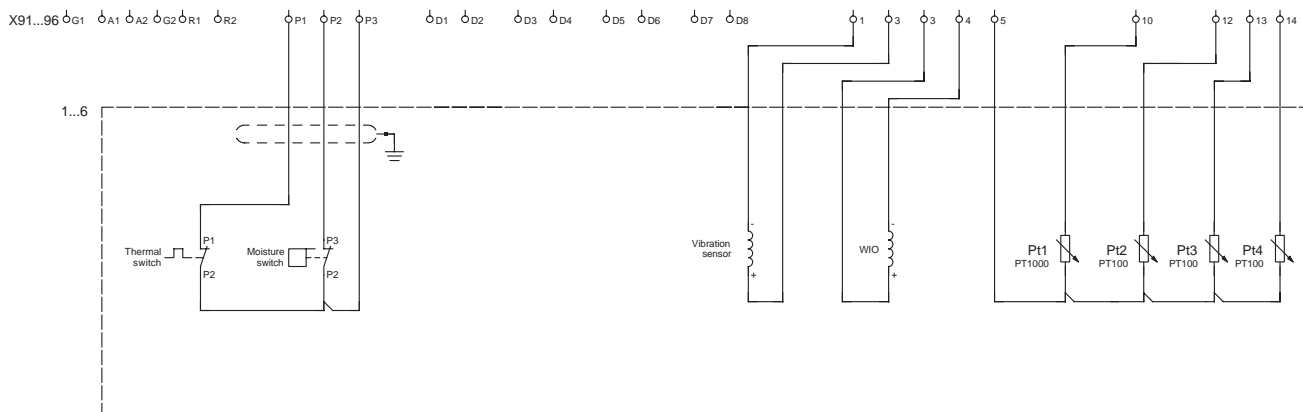 X91...96 G1 A1 A2 G2 R1 R2 P1 P2 P3 D1 D2 D3 D4 D5 D6 D7 D8 1 3 3 4 5 10 12 13 14
1...6
Thermal
switch
P1
P2
Moisture
switch
P3
P2
Vibration
sensor
-
+
WIO
-
+
Pt1
PT1000
Pt2
PT100
Pt3
PT100
Pt4
PT100